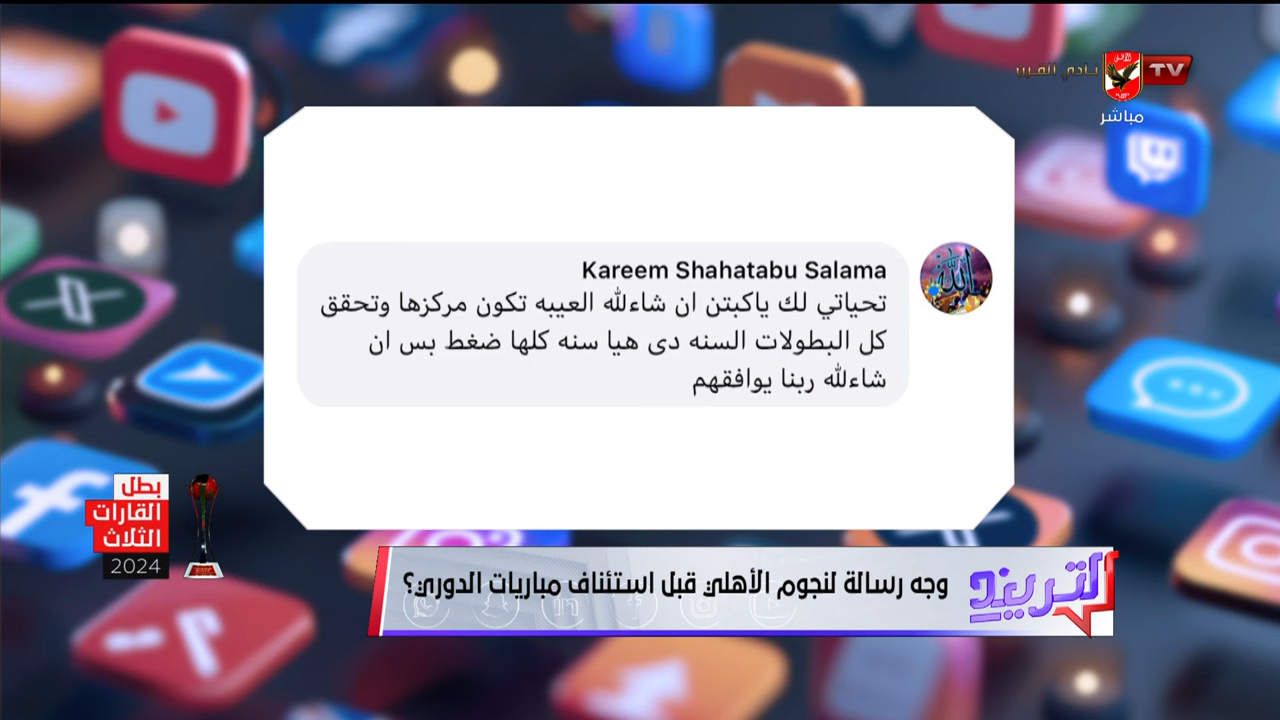 نادي القرن
TV
مباشر
Kareem Shahatabu Salama
تحياتي لك ياكبتن ان شاءلله العيبه تكون مركزها وتحقق
كل البطولات السنه دى هيا سنه كلها ضغط بس ان
شاءلله ربنا يوافقهم
بطل
القارات
الثلاث
2024
التريند
وجه رسالة لنجوم الأهلي قبل استئناف مباريات الدوري؟